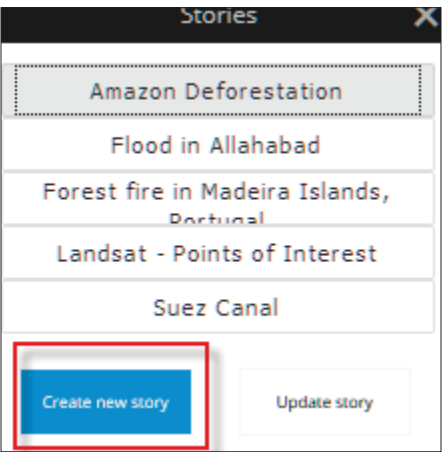 Stories
Amazon Deforestation
Flood in Allahabad
Forest fire in Madeira Islands,
Portugal
Landsat - Points of Interest
Suez Canal
Create new story
Update story